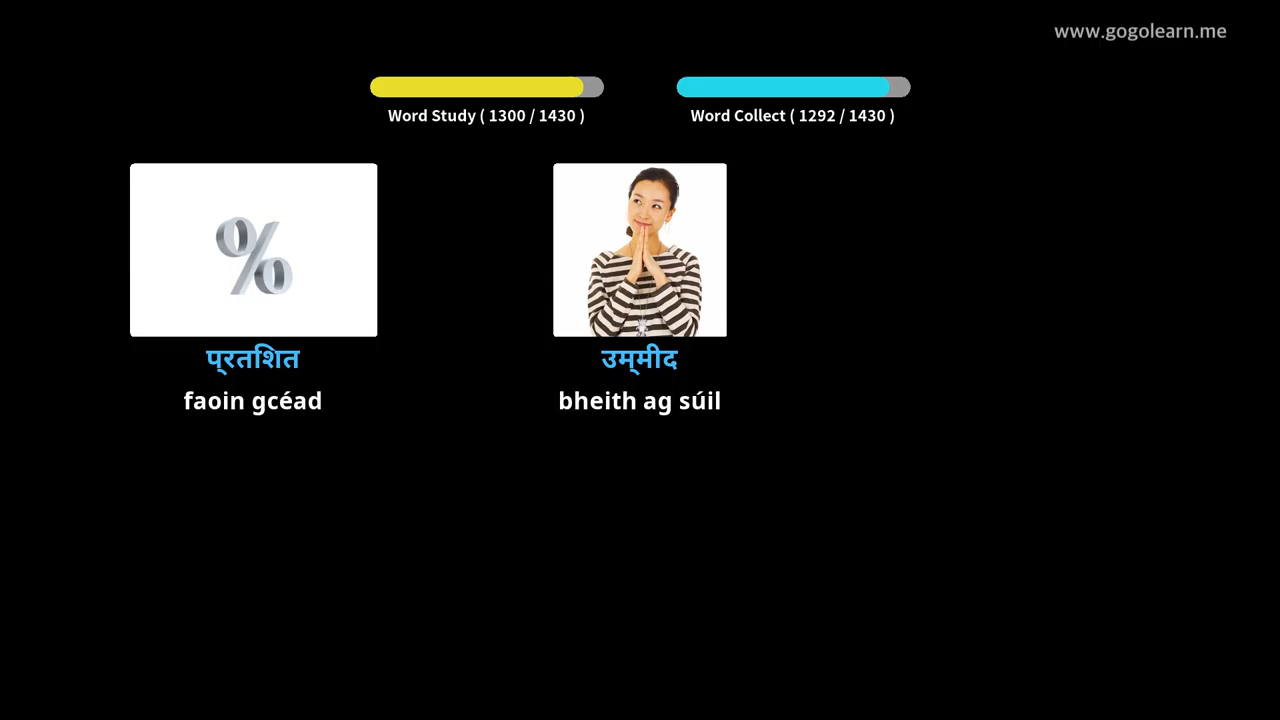 www.gogolearn.me
Word Study ( 1300 / 1430 )
Word Collect ( 1292 / 1430 )
प्रतिशत
उम्मीद
faoin gcéad
bheith ag súil